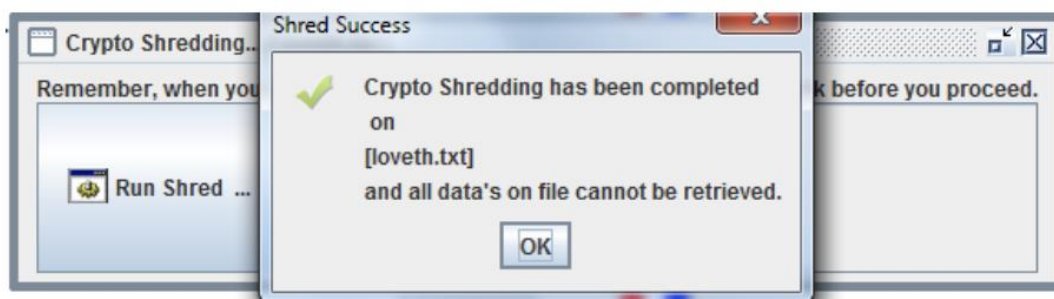 Shred Success
Crypto Shredding...
Remember, when you
k before you proceed.
Crypto Shredding has been completed
on
[loveth.txt]
and all data's on file cannot be retrieved.
Run Shred ...
OK